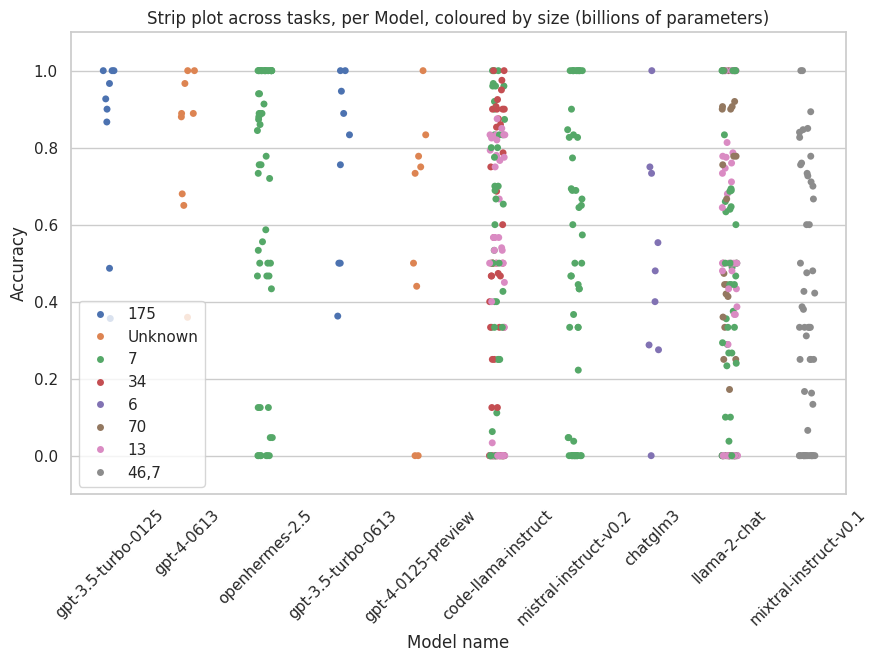 Strip plot across tasks, per Model, coloured by size (billions of parameters)
Accuracy
1.0
0.8
0.6
0.4
0.2
0.0
175
Unknown
7
34
6
70
13
46,7
gpt-3.5-turbo-0125
gpt-4-0613
openhermes-2.5
gpt-3.5-turbo-0613
gpt-4-0125-preview
code-llama-instruct
mistral-instruct-v0.2
chatglm3
llama-2-chat
mixtral-instruct-v0.1
Model name